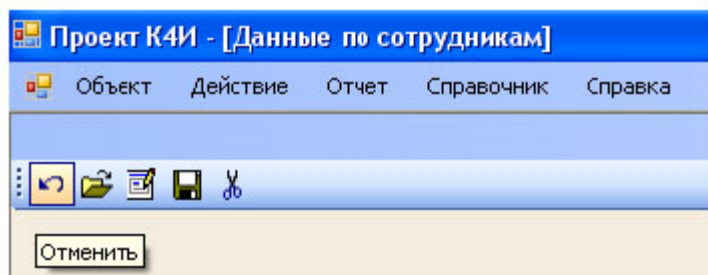 Проект К4И - [Данные по сотрудникам]
Объект Действие Отчет Справочник Справка
Отменить